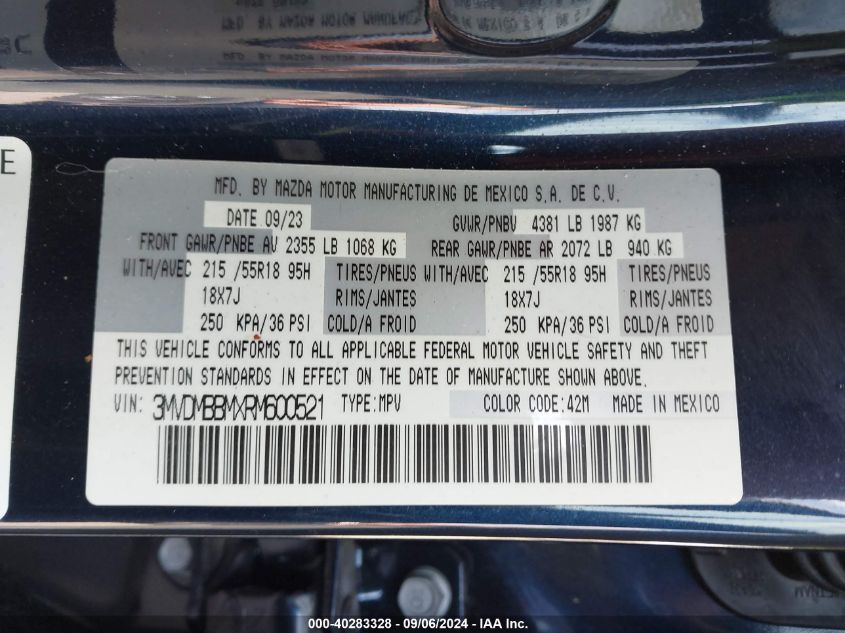 E
MFD. BY MAZDA MOTOR MANUFACTURING DE MEXICO S.A. DE C.V.
DATE 09/23 GVWR/PNBV 4381 LB 1987 KG
FRONT GAWR/PNBE AV 2355 LB 1068 KG REAR GAWR/PNBE AR 2072 LB 940 KG
WITH/AVEC 215 /55R18 95H TIRES/PNEUS WITH/AVEC 215 /55R18 95H TIRES/PNEUS
18X7J RIMS/JANTES 18X7J RIMS/JANTES
250 KPA/36 PSI COLD/A FROID 250 KPA/36 PSI COLD/A FROID
THIS VEHICLE CONFORMS TO ALL APPLICABLE FEDERAL MOTOR VEHICLE SAFETY AND THEFT
PREVENTION STANDARDS IN EFFECT ON THE DATE OF MANUFACTURE SHOWN ABOVE.
VIN: 3MVDMBBMXRM600521 TYPE:MPV COLOR CODE:42M MADE IN MEXICO
000-40283328 - 09/06/2024 - IAA Inc.